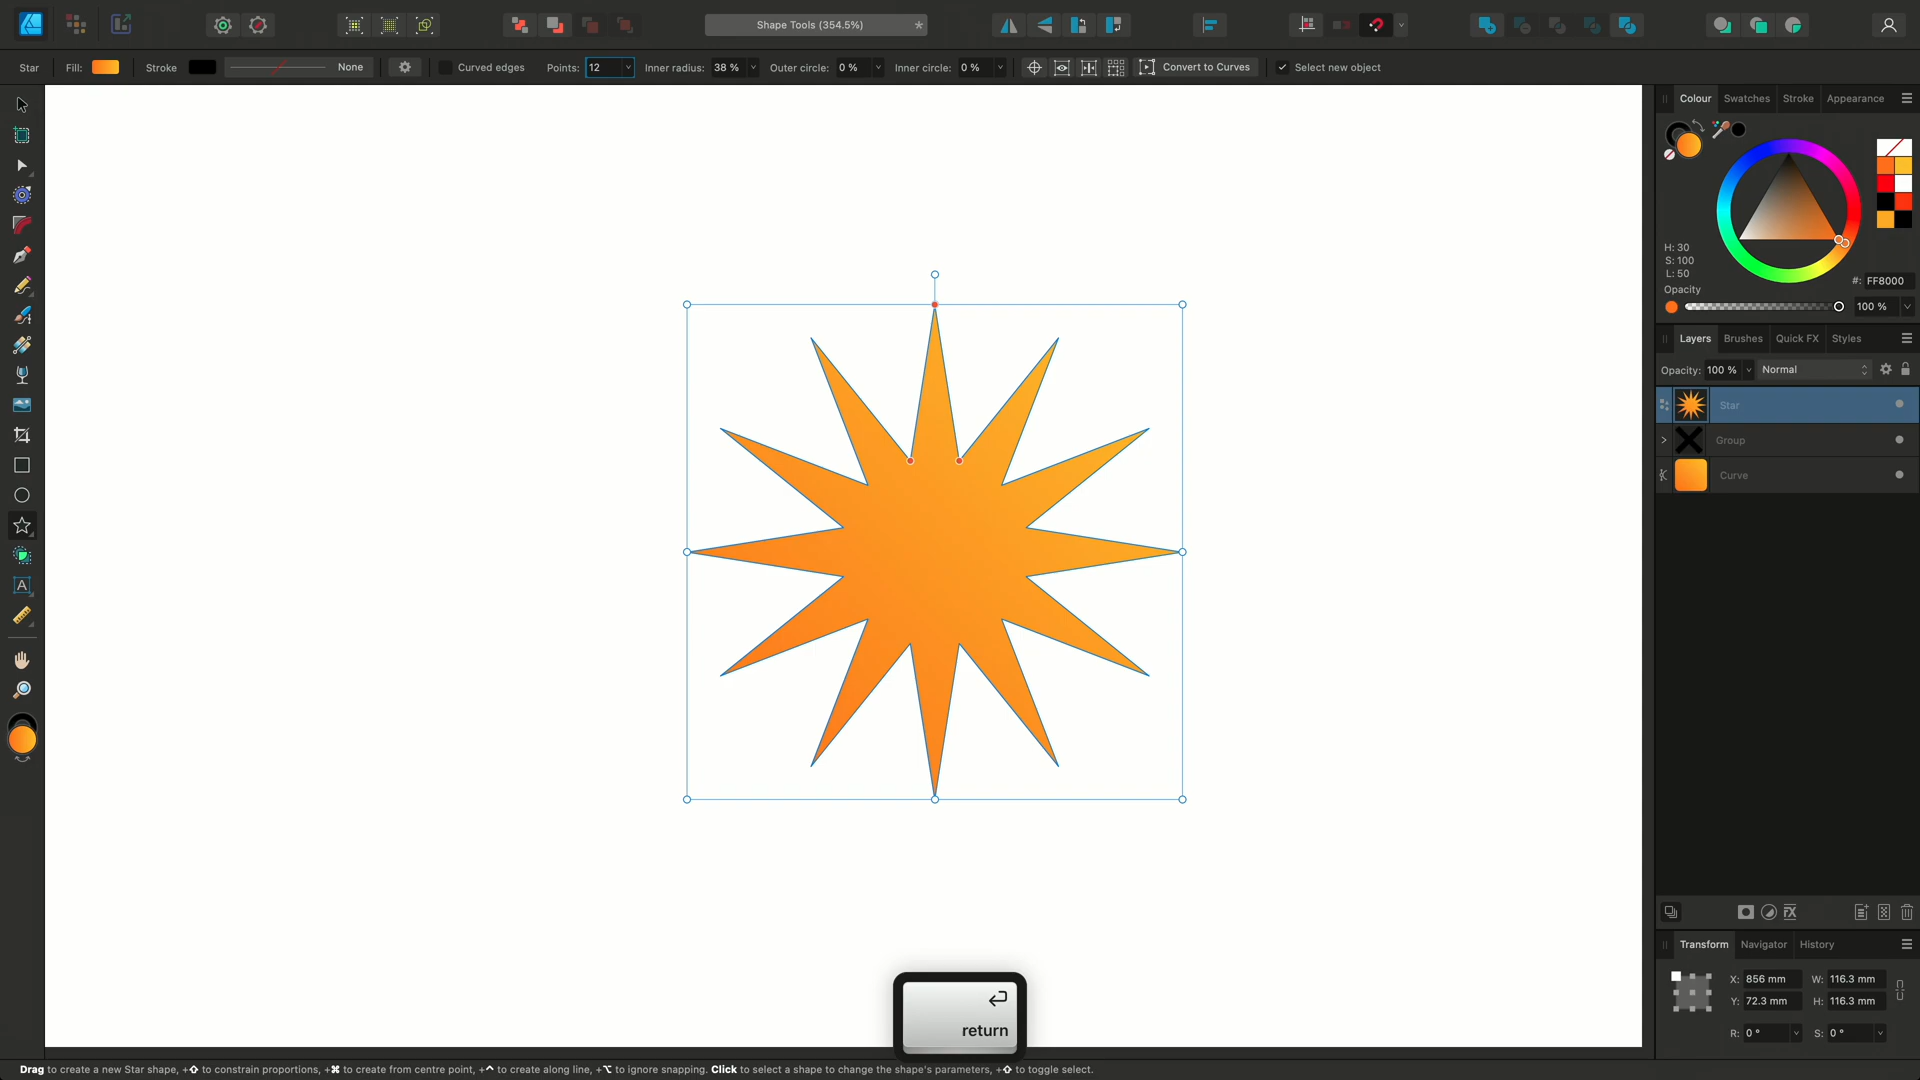 Shape Tools (354.5%)
Star Fill: Stroke None Curved edges Points: 12 Inner radius: 38 % Outer circle: 0 % Inner circle: 0 % Convert to Curves Select new object
Colour Swatches Stroke Appearance
H: 30
S: 100
L: 50
#: FF8000
Opacity
100 %
Layers Brushes Quick FX Styles
Opacity: 100 % Normal
Star
Group
Curve
A
FX
Transform Navigator History
X: 856 mm W: 116.3 mm
Y: 72.3 mm H: 116.3 mm
R: 0 ° S: 0 °
return
Drag to create a new Star shape, +⇧ to constrain proportions, +⌘ to create from centre point, +⌃ to create along line, +⌥ to ignore snapping. Click to select a shape to change the shape's parameters, +⇧ to toggle select.